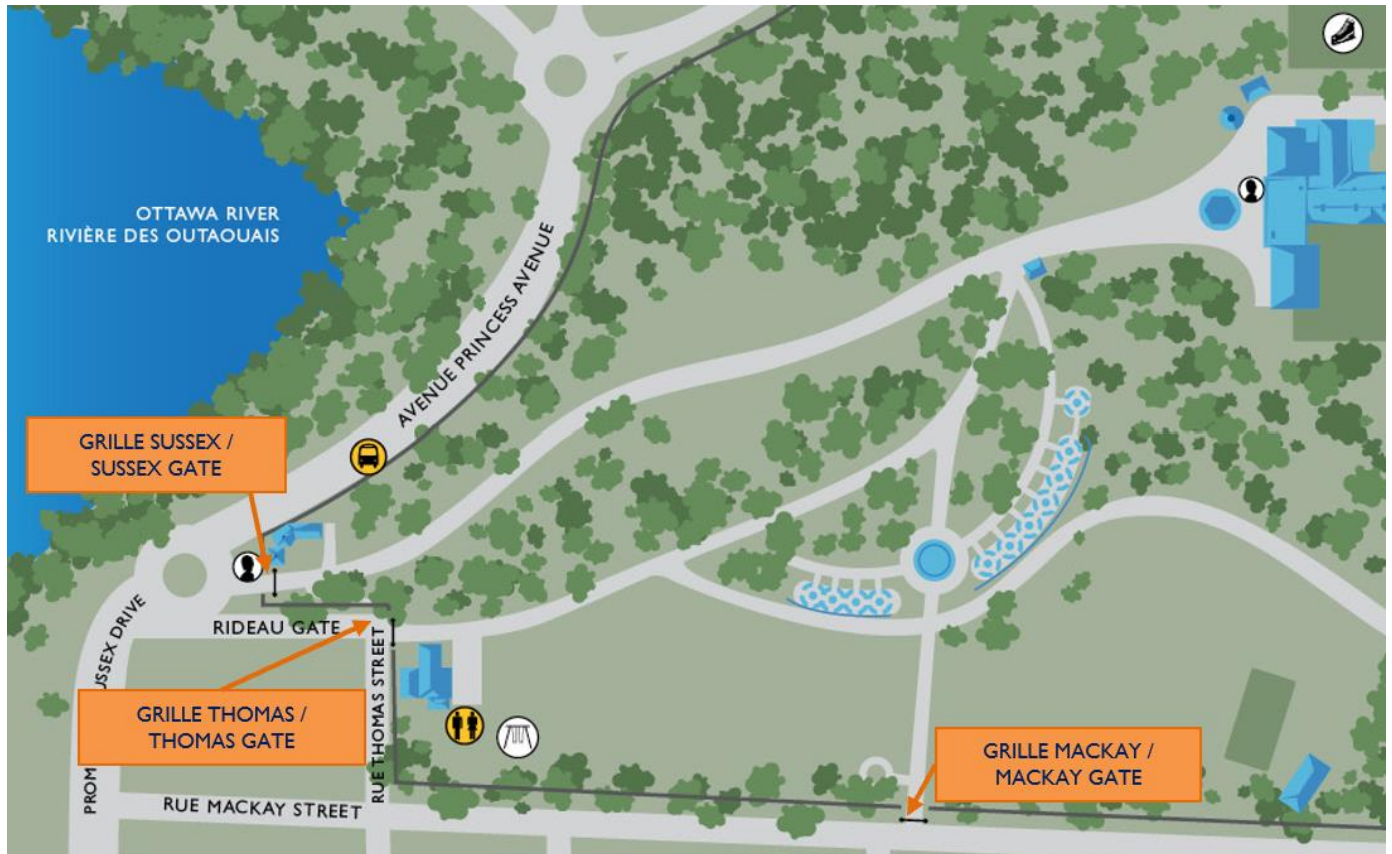 OTTAWA RIVER
RIVIÈRE DES OUTAOUAIS
AVENUE PRINCESS AVENUE
GRILLE SUSSEX /
SUSSEX GATE
RIDEAU GATE
PROM USSEX DRIVE
RUE THOMAS STREET
GRILLE THOMAS /
THOMAS GATE
GRILLE MACKAY /
MACKAY GATE
RUE MACKAY STREET